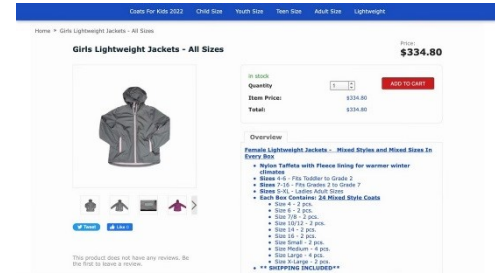 Coats For Kids 2022 Child Size Youth Size Teen Size Adult Size Lightweight
Home > Girls Lightweight Jackets - All Sizes
Girls Lightweight Jackets - All Sizes
Price:
$334.80
In stock
Quantity 1 ADD TO CART
Item Price: $334.80
Total: $334.80
Overview
Female Lightweight Jackets - Mixed Styles and Mixed Sizes In
Every Box
Nylon Taffeta with Fleece lining for warmer winter
climates
Sizes 4-6 - Fits Toddler to Grade 2
Sizes 7-16 - Fits Grades 2 to Grade 7
Sizes S-XL - Ladies Adult Sizes
Each Box Contains: 24 Mixed Style Coats
Size 4 - 2 pcs.
Size 6 - 2 pcs.
Size 7/8 - 2 pcs.
Size 10/12 - 2 pcs.
Size 14 - 2 pcs.
Size 16 - 2 pcs.
Size Small - 2 pcs.
Size Medium - 4 pcs.
Size Large - 4 pcs.
Size X-Large - 2 pcs.
** SHIPPING INCLUDED**
Tweet Like 0
This product does not have any reviews. Be
the first to leave a review.